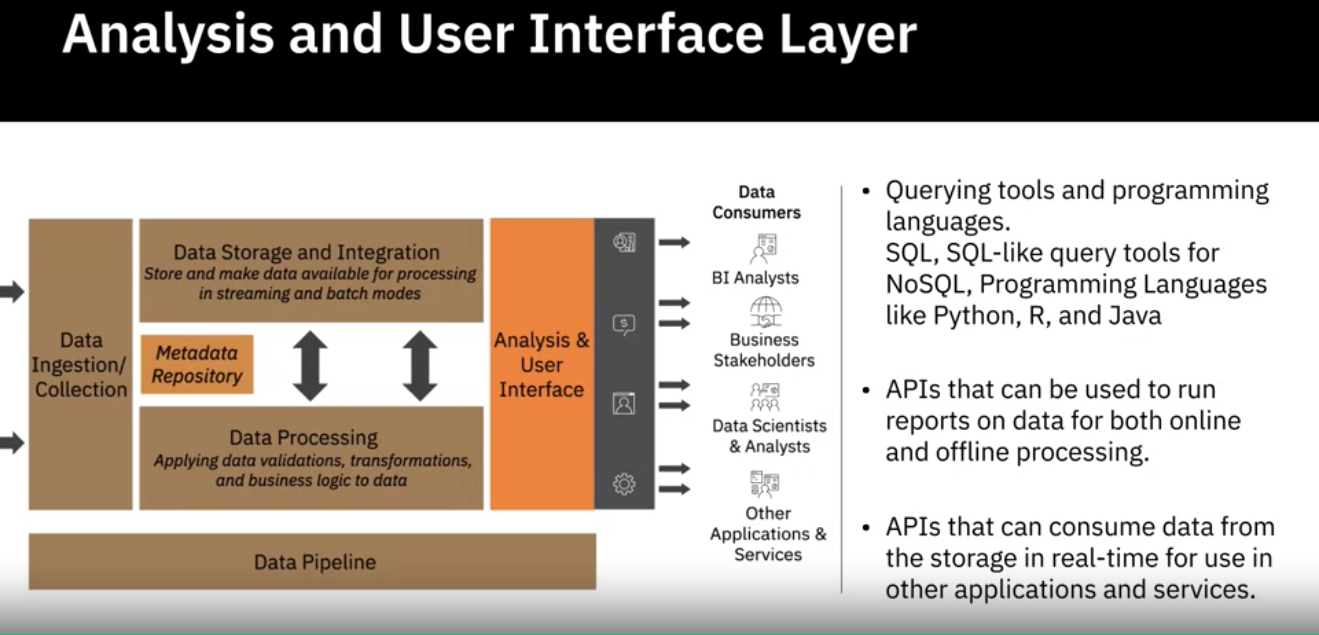 Analysis and User Interface Layer
Data
Ingestion/
Collection
Data Storage and Integration
Store and make data available for processing
in streaming and batch modes
Metadata
Repository
Data Processing
Applying data validations, transformations,
and business logic to data
Data Pipeline
Analysis &
User
Interface
$
Data
Consumers
BI Analysts
Business
Stakeholders
Data Scientists
& Analysts
Other
Applications &
Services
• Querying tools and programming
languages.
SQL, SQL-like query tools for
NoSQL, Programming Languages
like Python, R, and Java
• APIs that can be used to run
reports on data for both online
and offline processing.
• APIs that can consume data from
the storage in real-time for use in
other applications and services.